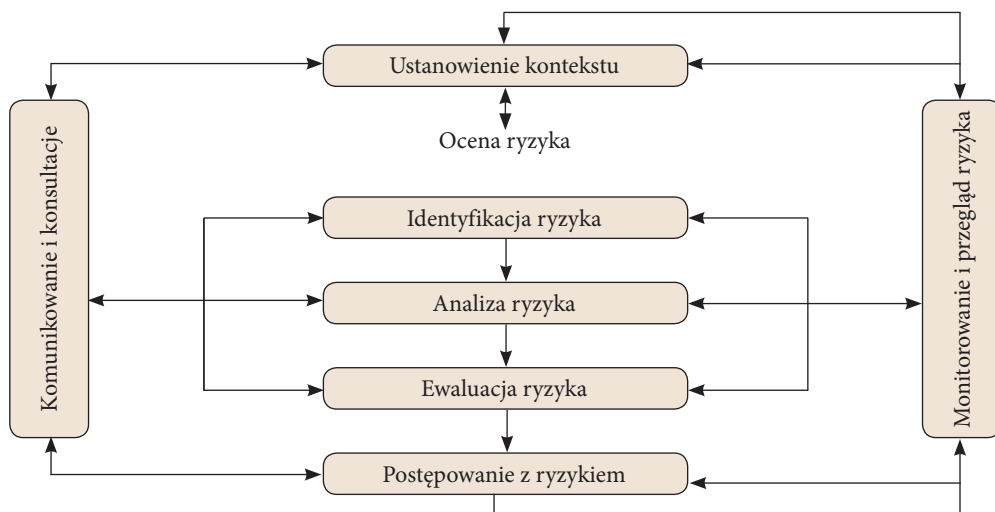 Ustanowienie kontekstu
Ocena ryzyka
Komunikowanie i konsultacje
Identyfikacja ryzyka
Analiza ryzyka
Ewaluacja ryzyka
Postępowanie z ryzykiem
Monitorowanie i przegląd ryzyka